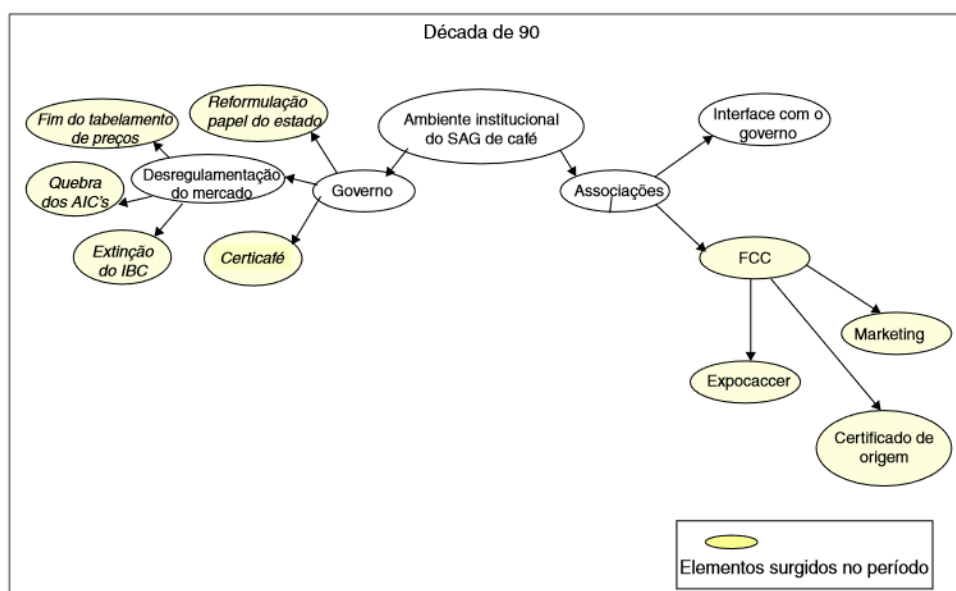 Década de 90
Ambiente institucional
do SAG de café
Reformulação
papel do estado
Fim do tabelamento
de preços
Desregulamentação
do mercado
Quebra
dos AIC's
Extinção
do IBC
Governo
Certicafé
Associações
Interface com o
governo
FCC
Marketing
Expocaccer
Certificado de
origem
Elementos surgidos no período